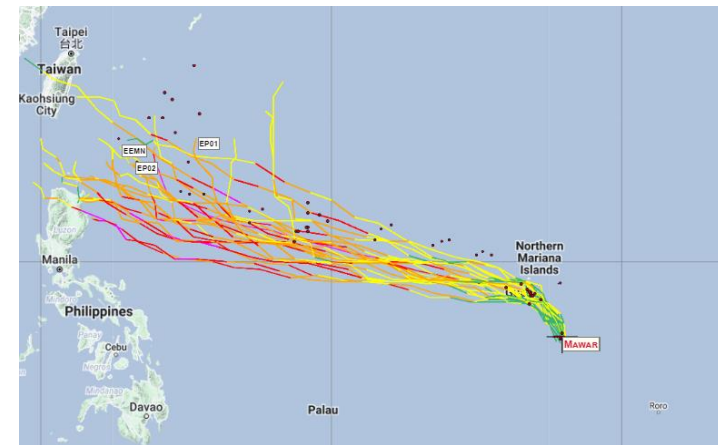 Taipei
台北
Taiwan
Kaohsiung
City
EEMN
EP01
EP02
Luzon
Manila
Northern
Mariana
Islands
Philippines
MAWAR
Cebu
Mindanao
Davao
Palau
Roro